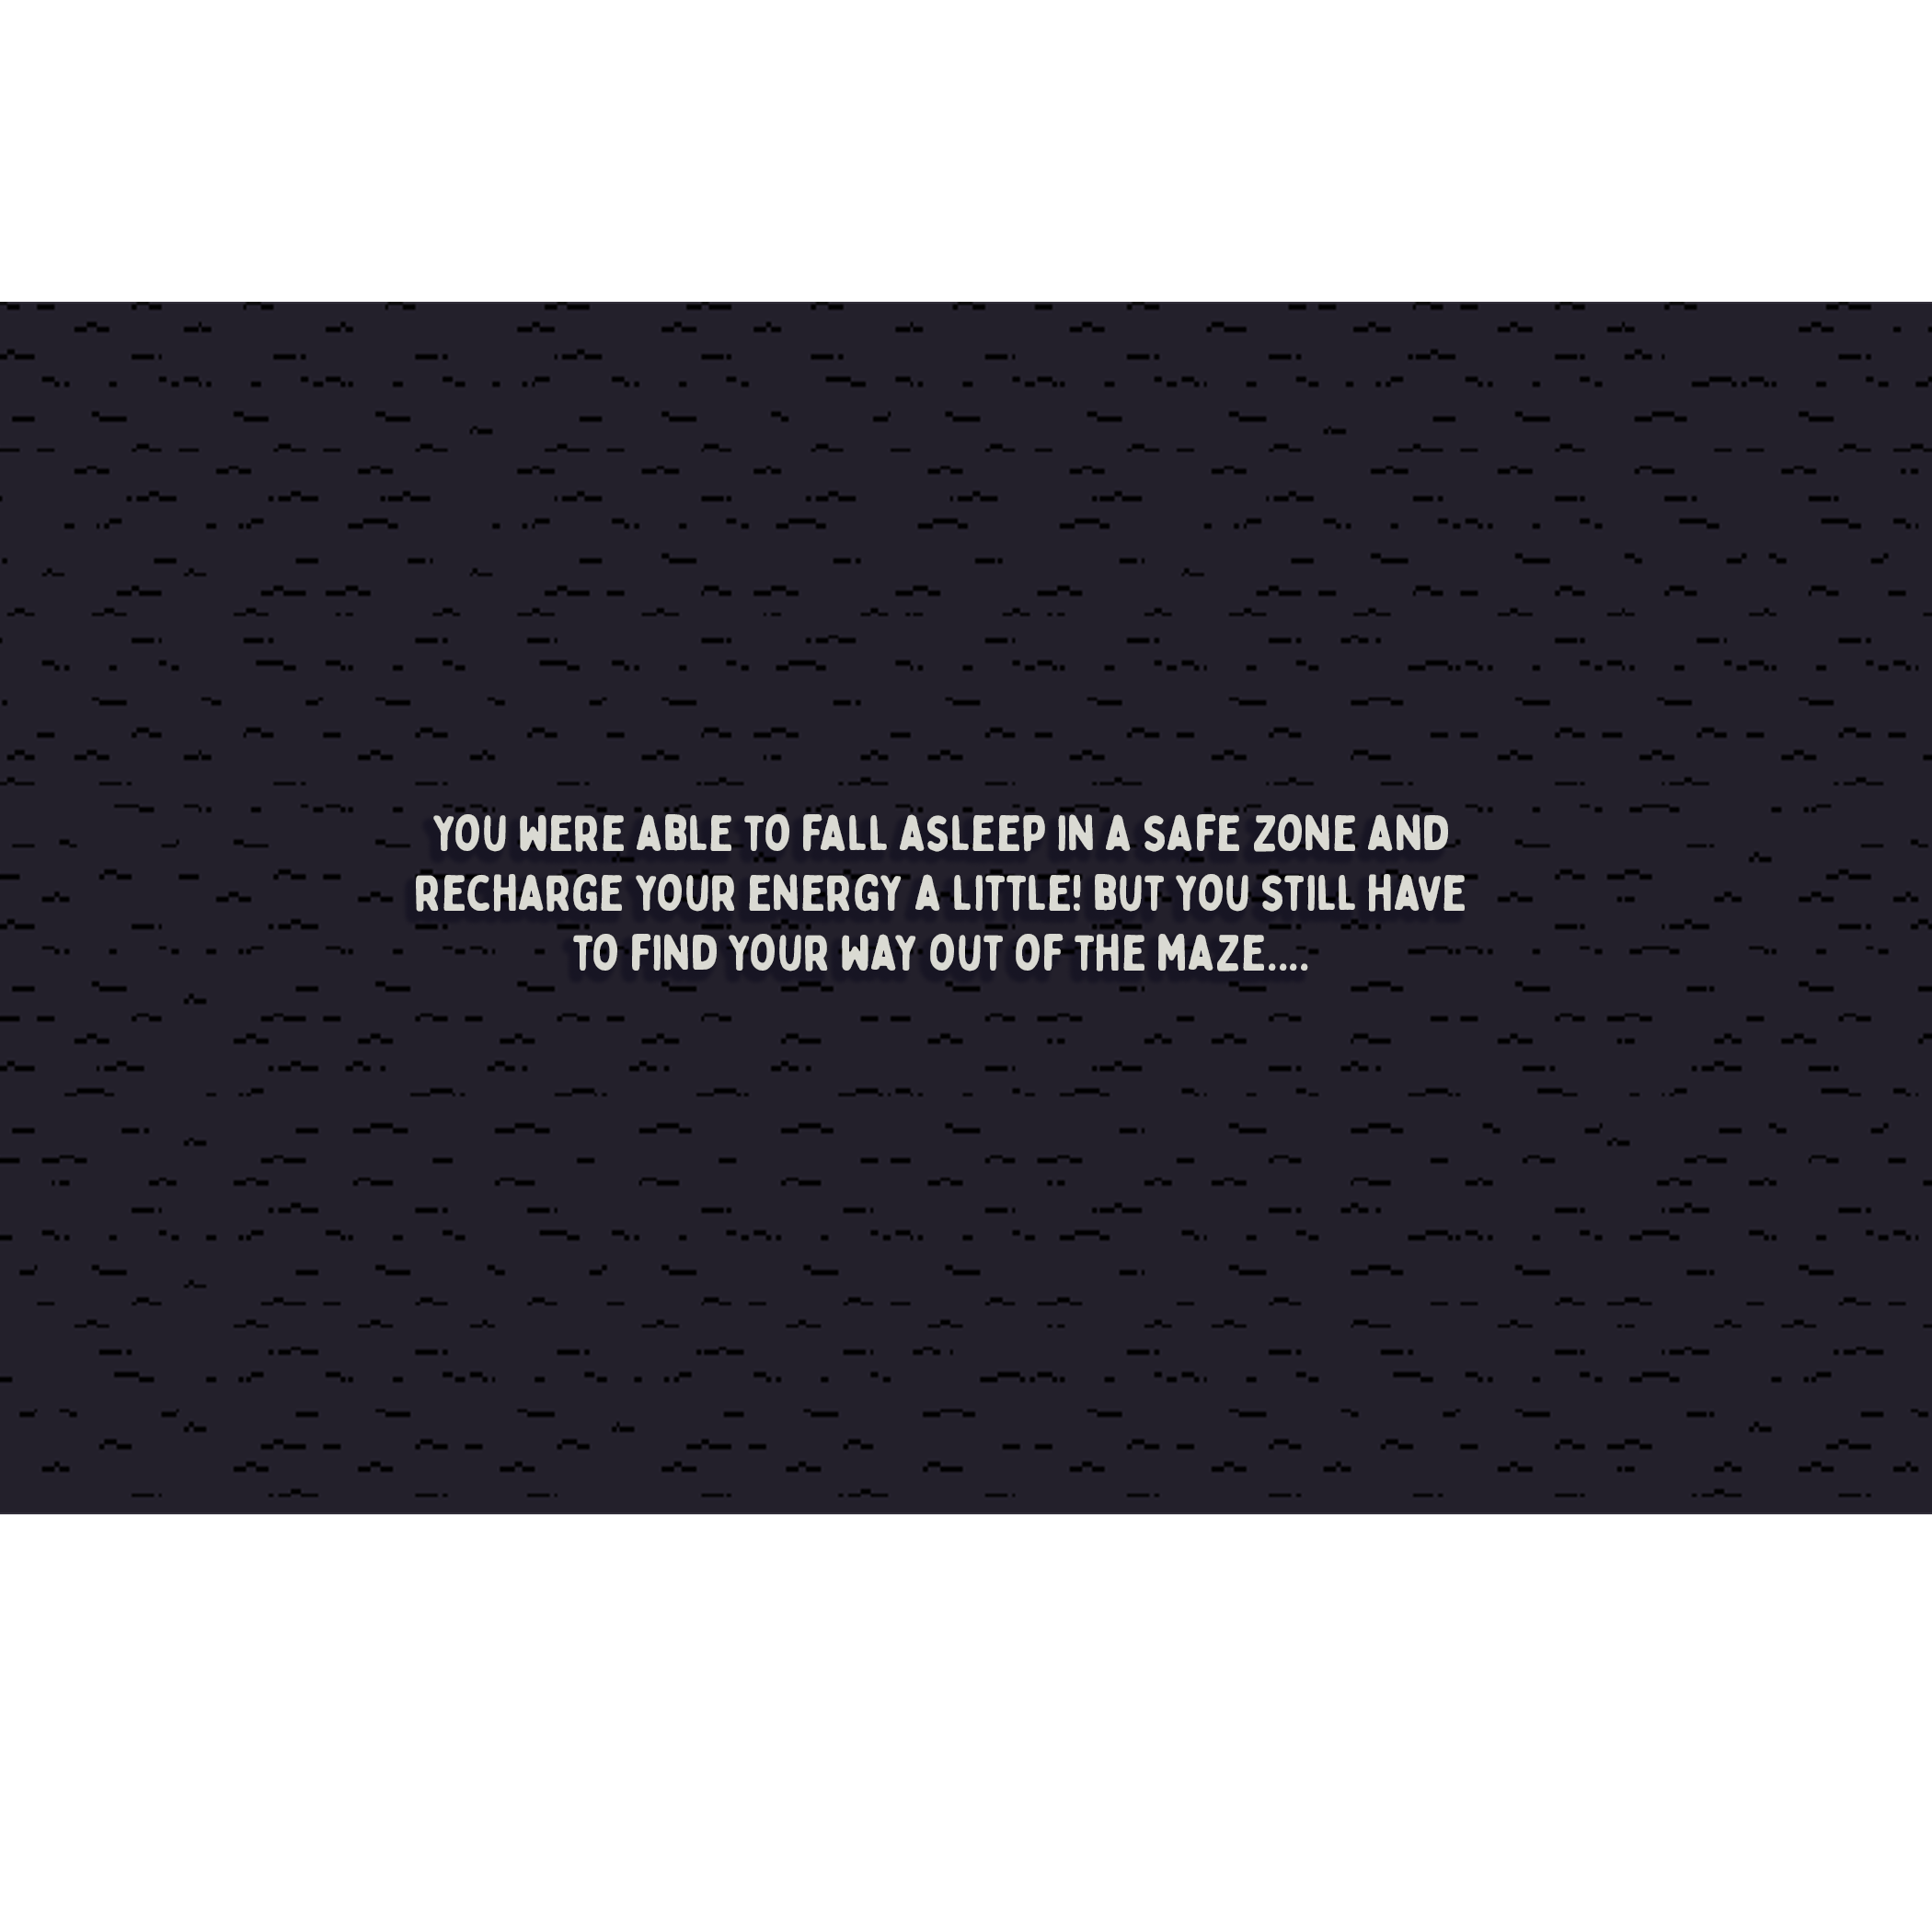 YOU WERE ABLE TO FALL ASLEEP IN A SAFE ZONE AND
RECHARGE YOUR ENERGY A LITTLE! BUT YOU STILL HAVE
TO FIND YOUR WAY OUT OF THE MAZE....